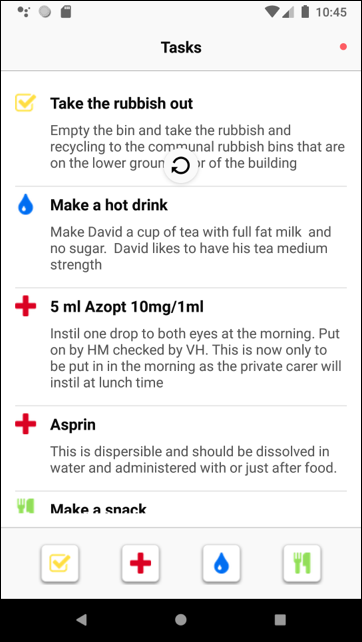 10:45
Tasks
Take the rubbish out
Empty the bin and take the rubbish and
recycling to the communal rubbish bins that are
on the lower or of the building
Make a hot drink
Make David a cup of tea with full fat milk  and
no sugar.  David likes to have his tea medium
strength
5 ml Azopt 10mg/1ml
Instil one drop to both eyes at the morning. Put
on by HM checked by VH. This is now only to
be put in in the morning as the private carer will
instil at lunch time
Asprin
This is dispersible and should be dissolved in
water and administered with or just after food.
Make a snack